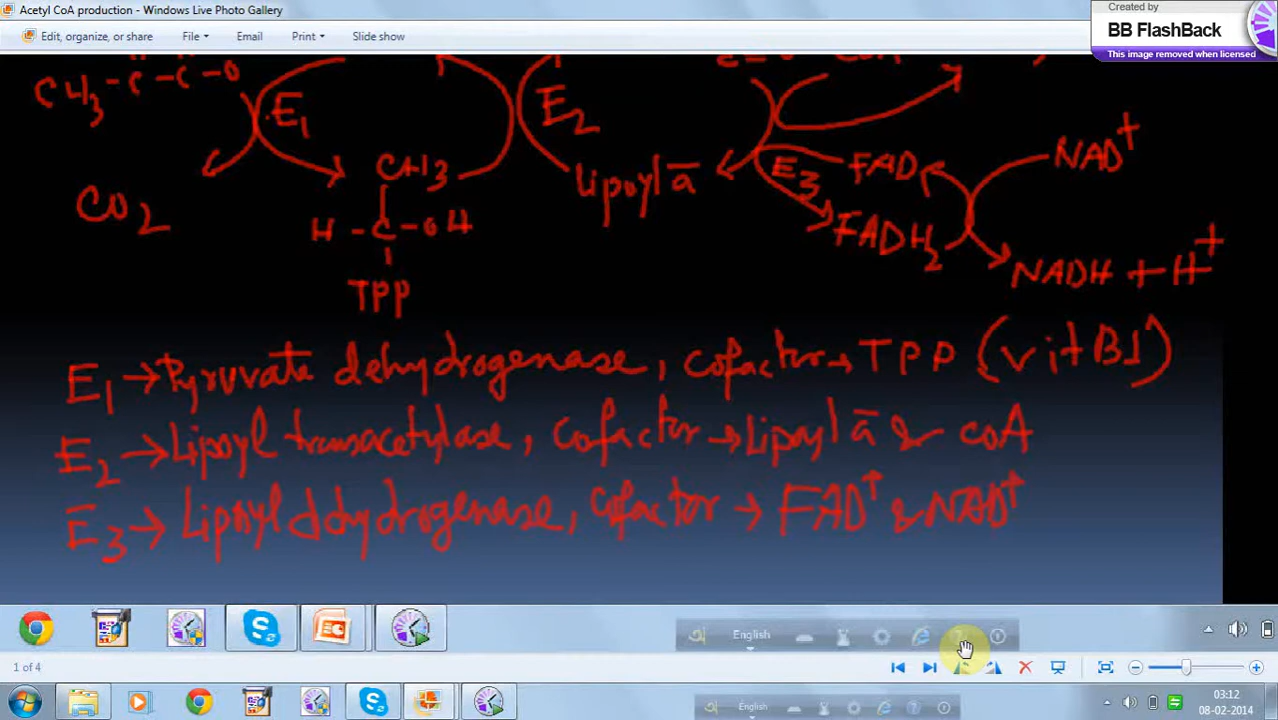 Acetyl CoA production - Windows Live Photo Gallery
Created by
BB FlashBack
This image removed when licensed
Edit, organize, or share File Email Print Slide show
CH3-C-C-O
E1
E2
CO2
CH3
H-C-OH
TPP
Lipoyl a
E3
FAD
FADH2
NAD+
NADH + H+
E1 → Pyruvate dehydrogenase, cofactor → TPP (vit B1)
E2 → Lipoyl transacetylase, cofactor → Lipoyl a & CoA
E3 → Lipoyl ddhydrogenase, cofactor → FAD+ & NAD+
English
1 of 4
English
03:12
08-02-2014